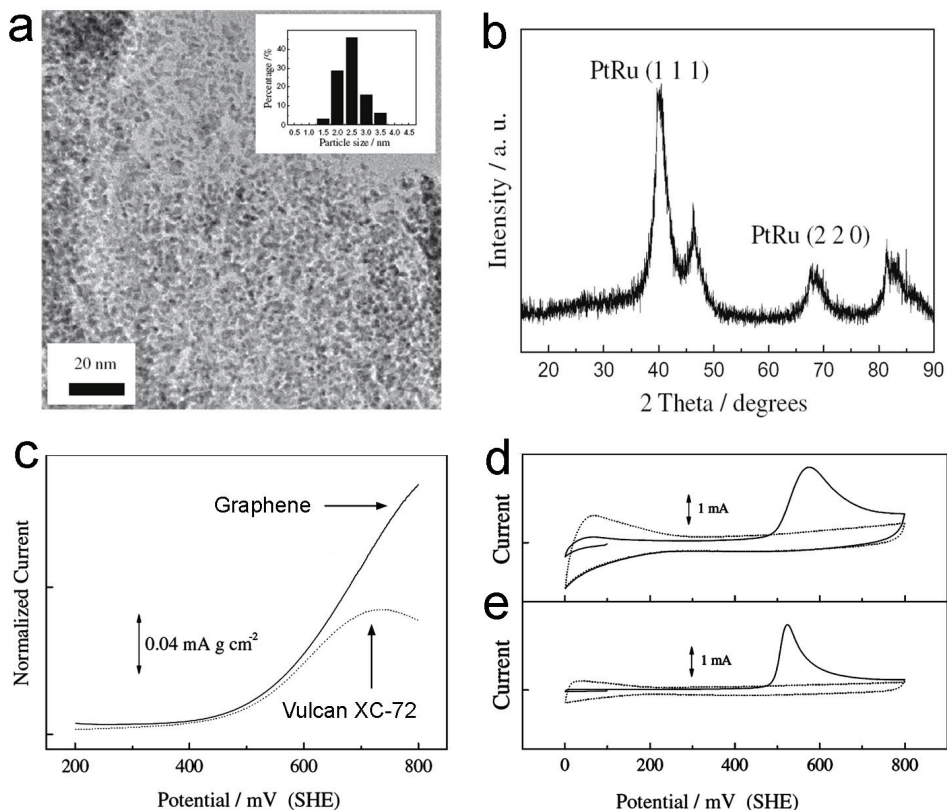 a
Percentage /%
40
30
20
10
0
0.5 1.0 1.5 2.0 2.5 3.0 3.5 4.0 4.5
Particle size / nm
20 nm
b
PtRu (1 1 1)
PtRu (2 2 0)
Intensity / a. u.
20 30 40 50 60 70 80 90
2 Theta / degrees
c
Graphene
Normalized Current
0.04 mA g cm⁻²
Vulcan XC-72
200 400 600 800
Potential / mV (SHE)
d
1 mA
Current
e
1 mA
Current
0 200 400 600 800
Potential / mV (SHE)